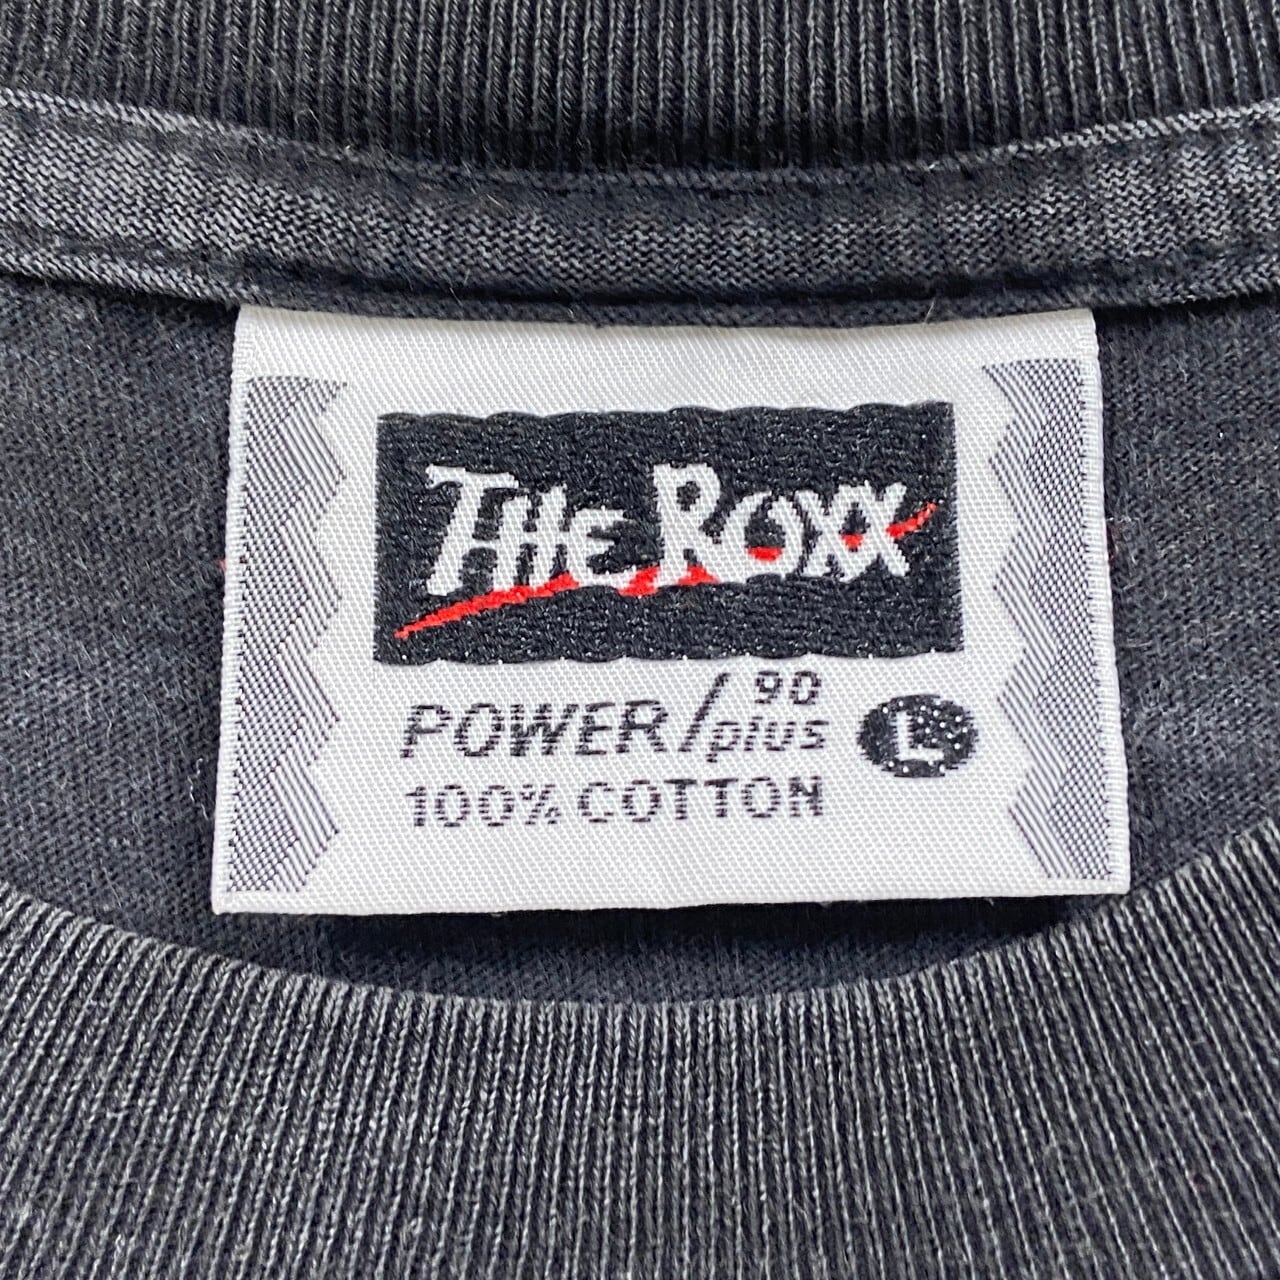 THE ROXX
POWER/90 plus L
100% COTTON